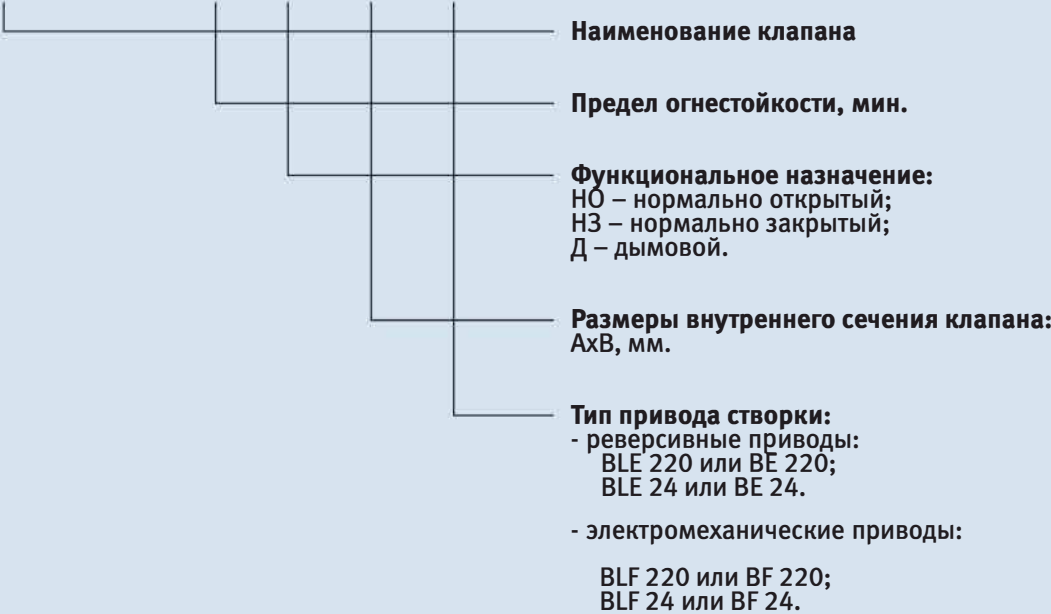 Наименование клапана
Предел огнестойкости, мин.
Функциональное назначение:
НО – нормально открытый;
НЗ – нормально закрытый;
Д – дымовой.
Размеры внутреннего сечения клапана:
АхВ, мм.
Тип привода створки:
- реверсивные приводы:
BLE 220 или BE 220;
BLE 24 или BE 24.
- электромеханические приводы:
BLF 220 или BF 220;
BLF 24 или BF 24.